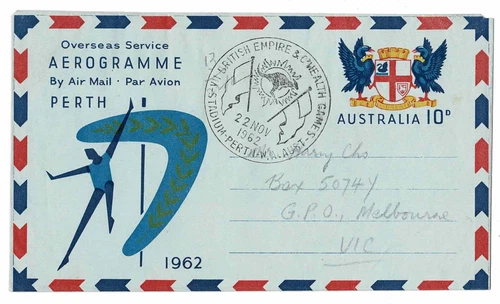 Overseas Service
AEROGRAMME
By Air Mail · Par Avion
PERTH
1962
VII-BRITISH EMPIRE & C'WEALTH GAMES
STADIUM-PERTH, W.A. AUST.
22 NOV
1962
AUSTRALIA 10D
Box 5074Y
G.P.O., Melbourne
VIC